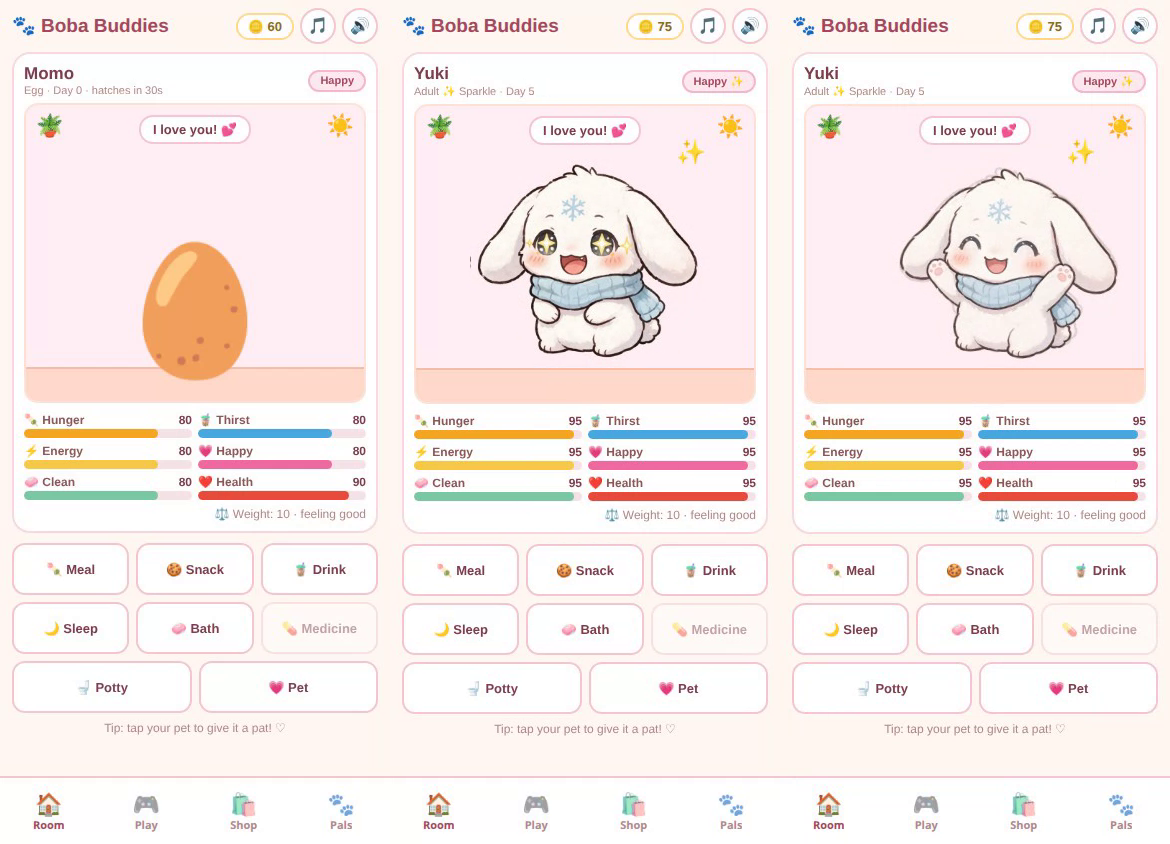 Boba Buddies 60
Momo
Egg · Day 0 · hatches in 30s
Happy
I love you!
Hunger 80 Thirst 80
Energy 80 Happy 80
Clean 80 Health 90
Weight: 10 · feeling good
Meal Snack Drink
Sleep Bath Medicine
Potty Pet
Tip: tap your pet to give it a pat! ♡
Room Play Shop Pals
Boba Buddies 75
Yuki
Adult ✨ Sparkle · Day 5
Happy ✨
I love you!
Hunger 95 Thirst 95
Energy 95 Happy 95
Clean 95 Health 95
Weight: 10 · feeling good
Meal Snack Drink
Sleep Bath Medicine
Potty Pet
Tip: tap your pet to give it a pat! ♡
Room Play Shop Pals
Boba Buddies 75
Yuki
Adult ✨ Sparkle · Day 5
Happy ✨
I love you!
Hunger 95 Thirst 95
Energy 95 Happy 95
Clean 95 Health 95
Weight: 10 · feeling good
Meal Snack Drink
Sleep Bath Medicine
Potty Pet
Tip: tap your pet to give it a pat! ♡
Room Play Shop Pals